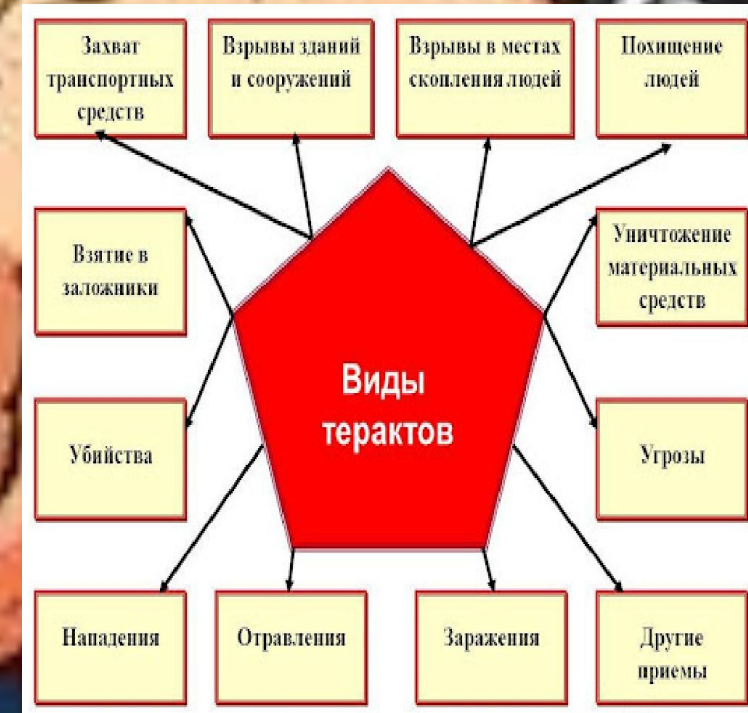 Захват
транспортных
средств
Взрывы зданий
и сооружений
Взрывы в местах
скопления людей
Похищение
людей
Взятие в
заложники
Уничтожение
материальных
средств
Виды
терактов
Убийства
Угрозы
Нападения
Отравления
Заражения
Другие
приемы